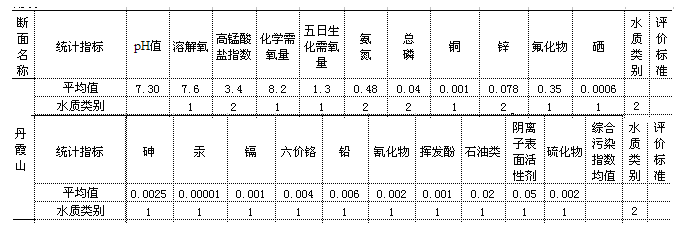 断面名称 统计指标 pH值 溶解氧 高锰酸盐指数 化学需氧量 五日生化需氧量 氨氮 总磷 铜 锌 氟化物 硒 水质类别 评价标准
平均值 7.30 7.6 3.4 8.2 1.3 0.48 0.04 0.001 0.078 0.35 0.0006
水质类别 1 2 1 1 2 2 1 2 1 1 2
丹霞山 统计指标 砷 汞 镉 六价铬 铅 氰化物 挥发酚 石油类 阴离子表面活性剂 硫化物 综合污染指数均值 水质类别 评价标准
平均值 0.0025 0.00001 0.001 0.004 0.006 0.002 0.001 0.02 0.05 0.002
水质类别 1 1 1 1 1 1 1 1 1 1 2